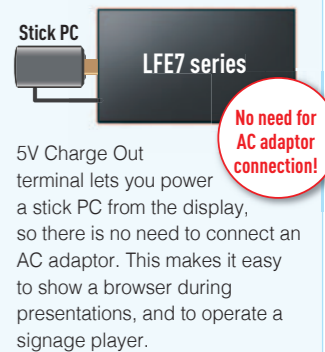 Stick PC
LFE7 series
No need for
AC adaptor
connection!
5V Charge Out
terminal lets you power
a stick PC from the display,
so there is no need to connect an
AC adaptor. This makes it easy
to show a browser during
presentations, and to operate a
signage player.